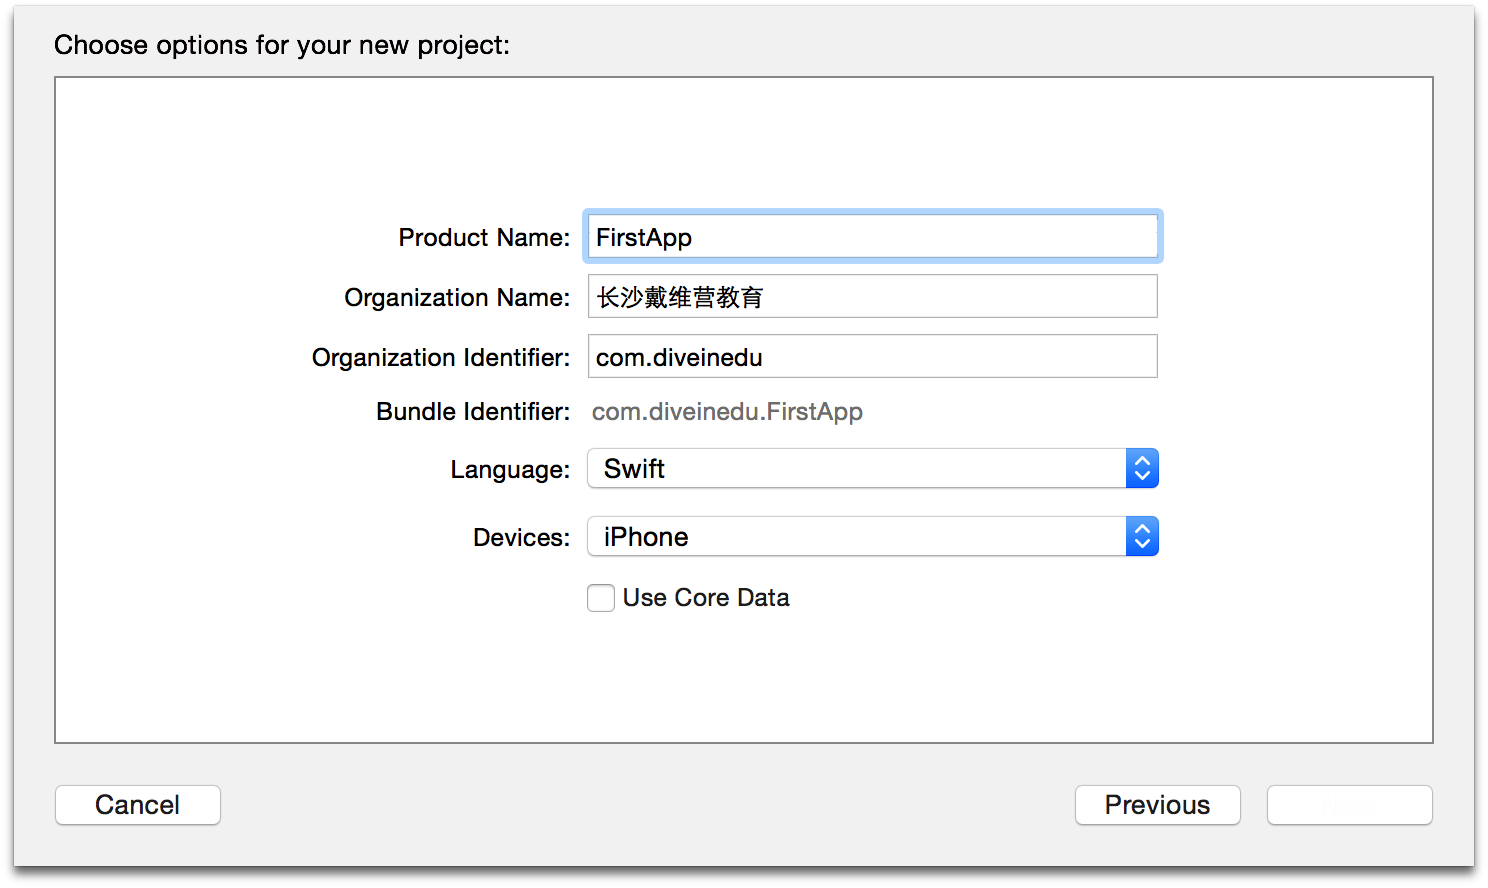 Choose options for your new project:
Product Name: FirstApp
Organization Name: 长沙戴维营教育
Organization Identifier: com.diveinedu
Bundle Identifier: com.diveinedu.FirstApp
Language: Swift
Devices: iPhone
Use Core Data
Cancel Previous